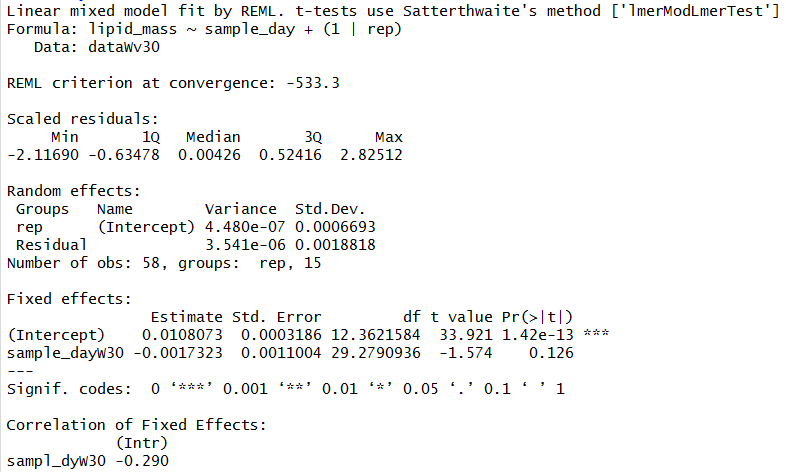 Linear mixed model fit by REML. t-tests use Satterthwaite's method ['lmerModLmerTest']
Formula: lipid_mass ~ sample_day + (1 | rep)
   Data: dataWv30

REML criterion at convergence: -533.3

Scaled residuals:
     Min       1Q   Median       3Q      Max
-2.11690 -0.63478  0.00426  0.52416  2.82512

Random effects:
 Groups   Name        Variance  Std.Dev.
 rep      (Intercept) 4.480e-07 0.0006693
 Residual             3.541e-06 0.0018818
Number of obs: 58, groups:  rep, 15

Fixed effects:
                Estimate Std. Error         df t value Pr(>|t|)
(Intercept)    0.0108073  0.0003186 12.3621584  33.921 1.42e-13 ***
sample_dayW30 -0.0017323  0.0011004 29.2790936  -1.574    0.126
---
Signif. codes:  0 ‘***’ 0.001 ‘**’ 0.01 ‘*’ 0.05 ‘.’ 0.1 ‘ ’ 1

Correlation of Fixed Effects:
            (Intr)
sampl_dyW30 -0.290